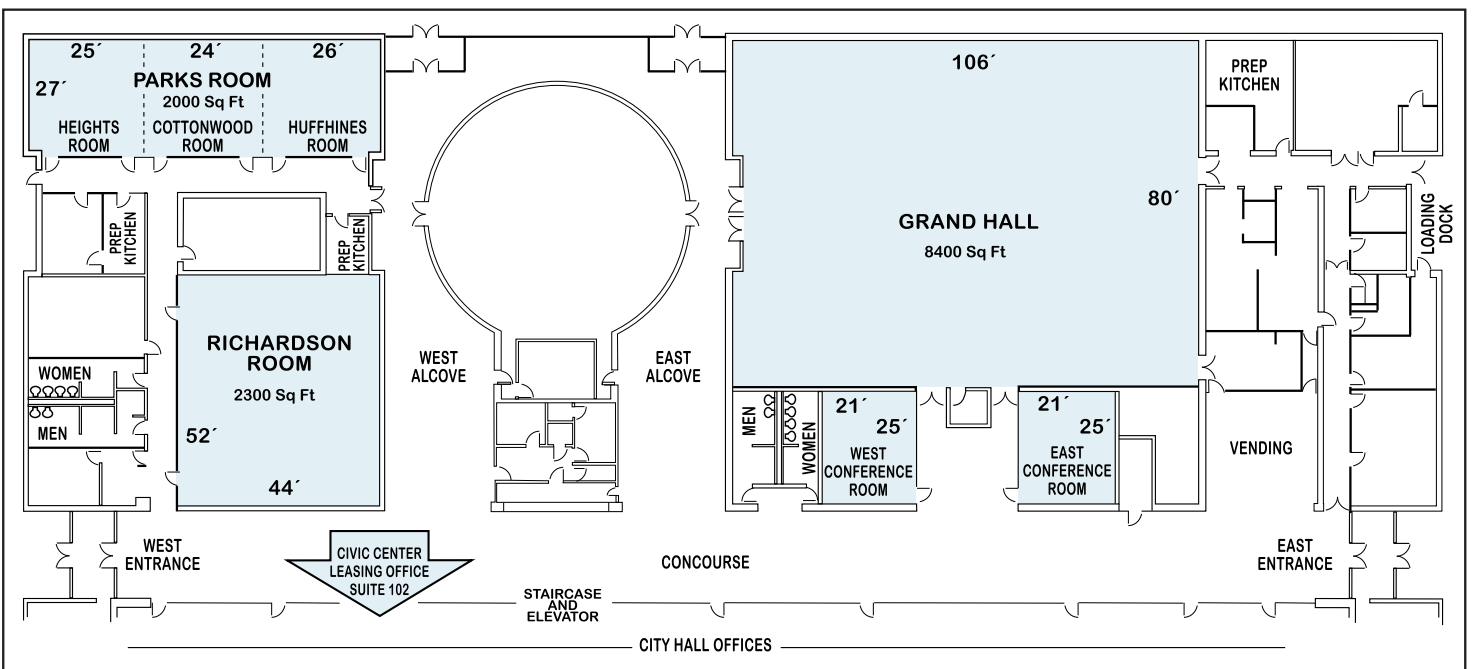 25´
24´
26´
27´
PARKS ROOM
2000 Sq Ft
HEIGHTS
ROOM
COTTONWOOD
ROOM
HUFFHINES
ROOM
PREP
KITCHEN
PREP
KITCHEN
RICHARDSON
ROOM
2300 Sq Ft
52´
44´
WOMEN
MEN
WEST
ALCOVE
EAST
ALCOVE
106´
80´
GRAND HALL
8400 Sq Ft
PREP
KITCHEN
LOADING
DOCK
MEN
WOMEN
21´
25´
WEST
CONFERENCE
ROOM
21´
25´
EAST
CONFERENCE
ROOM
VENDING
WEST
ENTRANCE
CIVIC CENTER
LEASING OFFICE
SUITE 102
CONCOURSE
EAST
ENTRANCE
STAIRCASE
AND
ELEVATOR
CITY HALL OFFICES